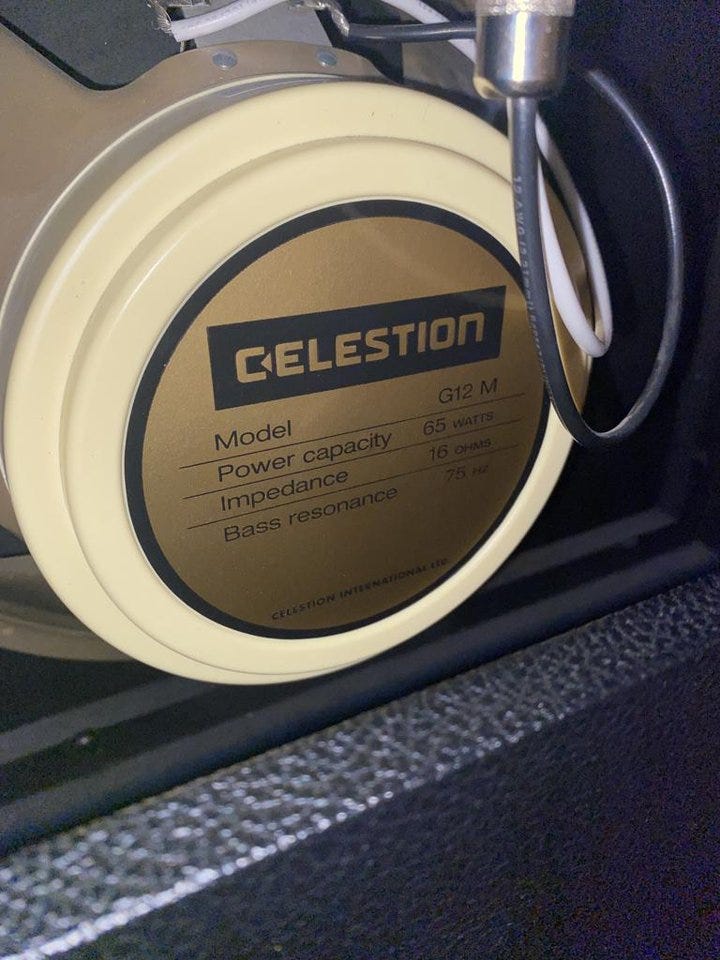 CELESTION
Model G12 M
Power capacity 65 WATTS
Impedance 16 OHMS
Bass resonance 75 HZ
CELESTION INTERNATIONAL LTD.